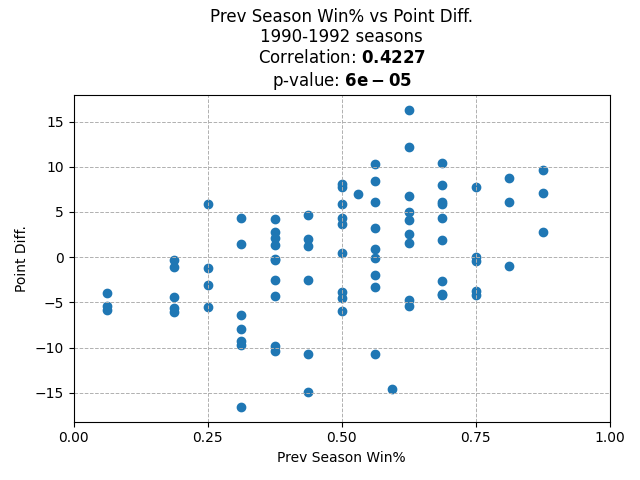 Prev Season Win% vs Point Diff.
1990-1992 seasons
Correlation: 0.4227
p-value: 6e − 05
15
10
5
0
−5
−10
−15
Point Diff.
0.00 0.25 0.50 0.75 1.00
Prev Season Win%